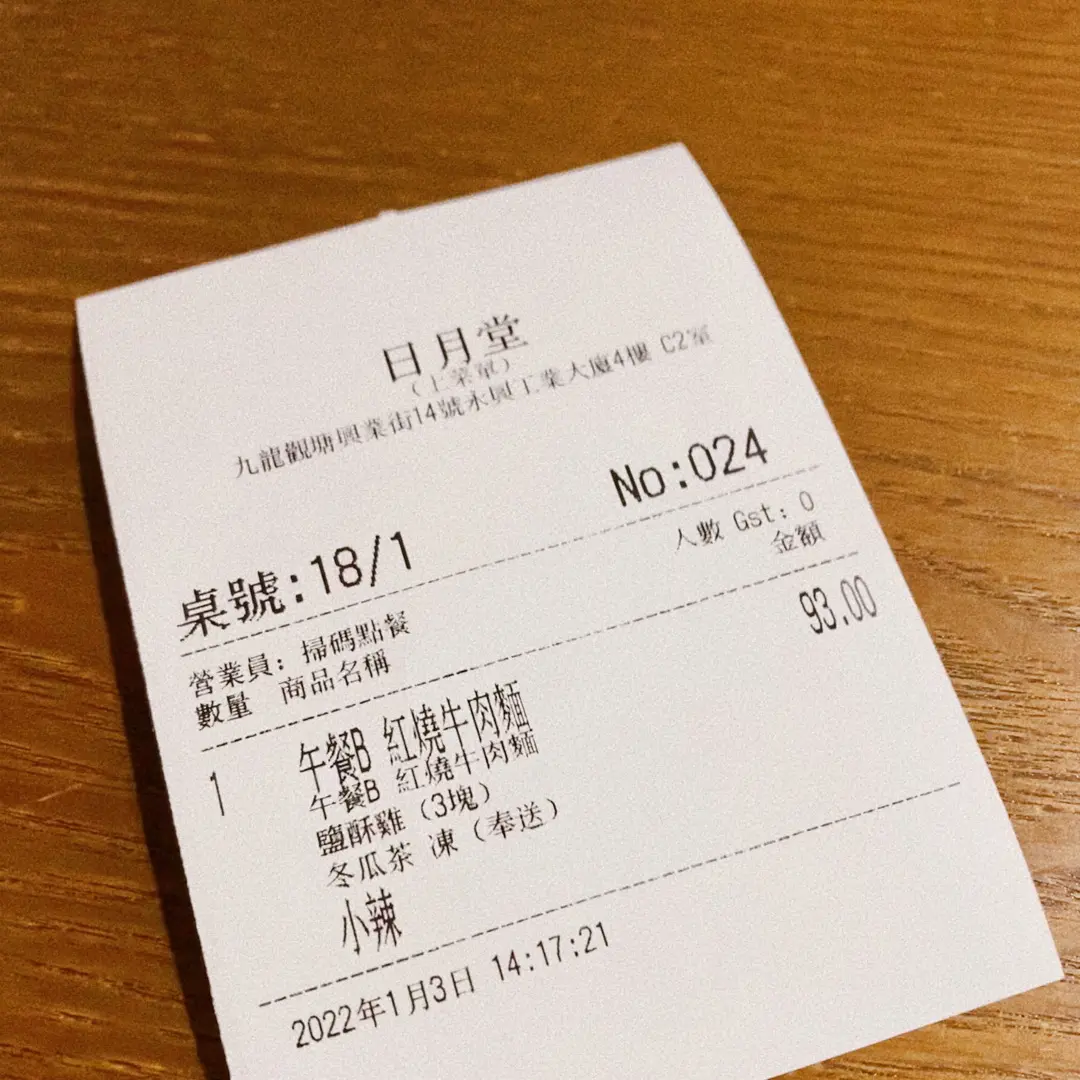 日月堂
(上菜單)
九龍觀塘興業街14號永興工業大廈4樓 C2室
No:024
桌號:18/1
人數 Gst: 0
營業員: 掃碼點餐
金額
數量 商品名稱
93.00
1 午餐B 紅燒牛肉麵
午餐B 紅燒牛肉麵
鹽酥雞 (3塊)
冬瓜茶 凍 (奉送)
小辣
2022年1月3日 14:17:21